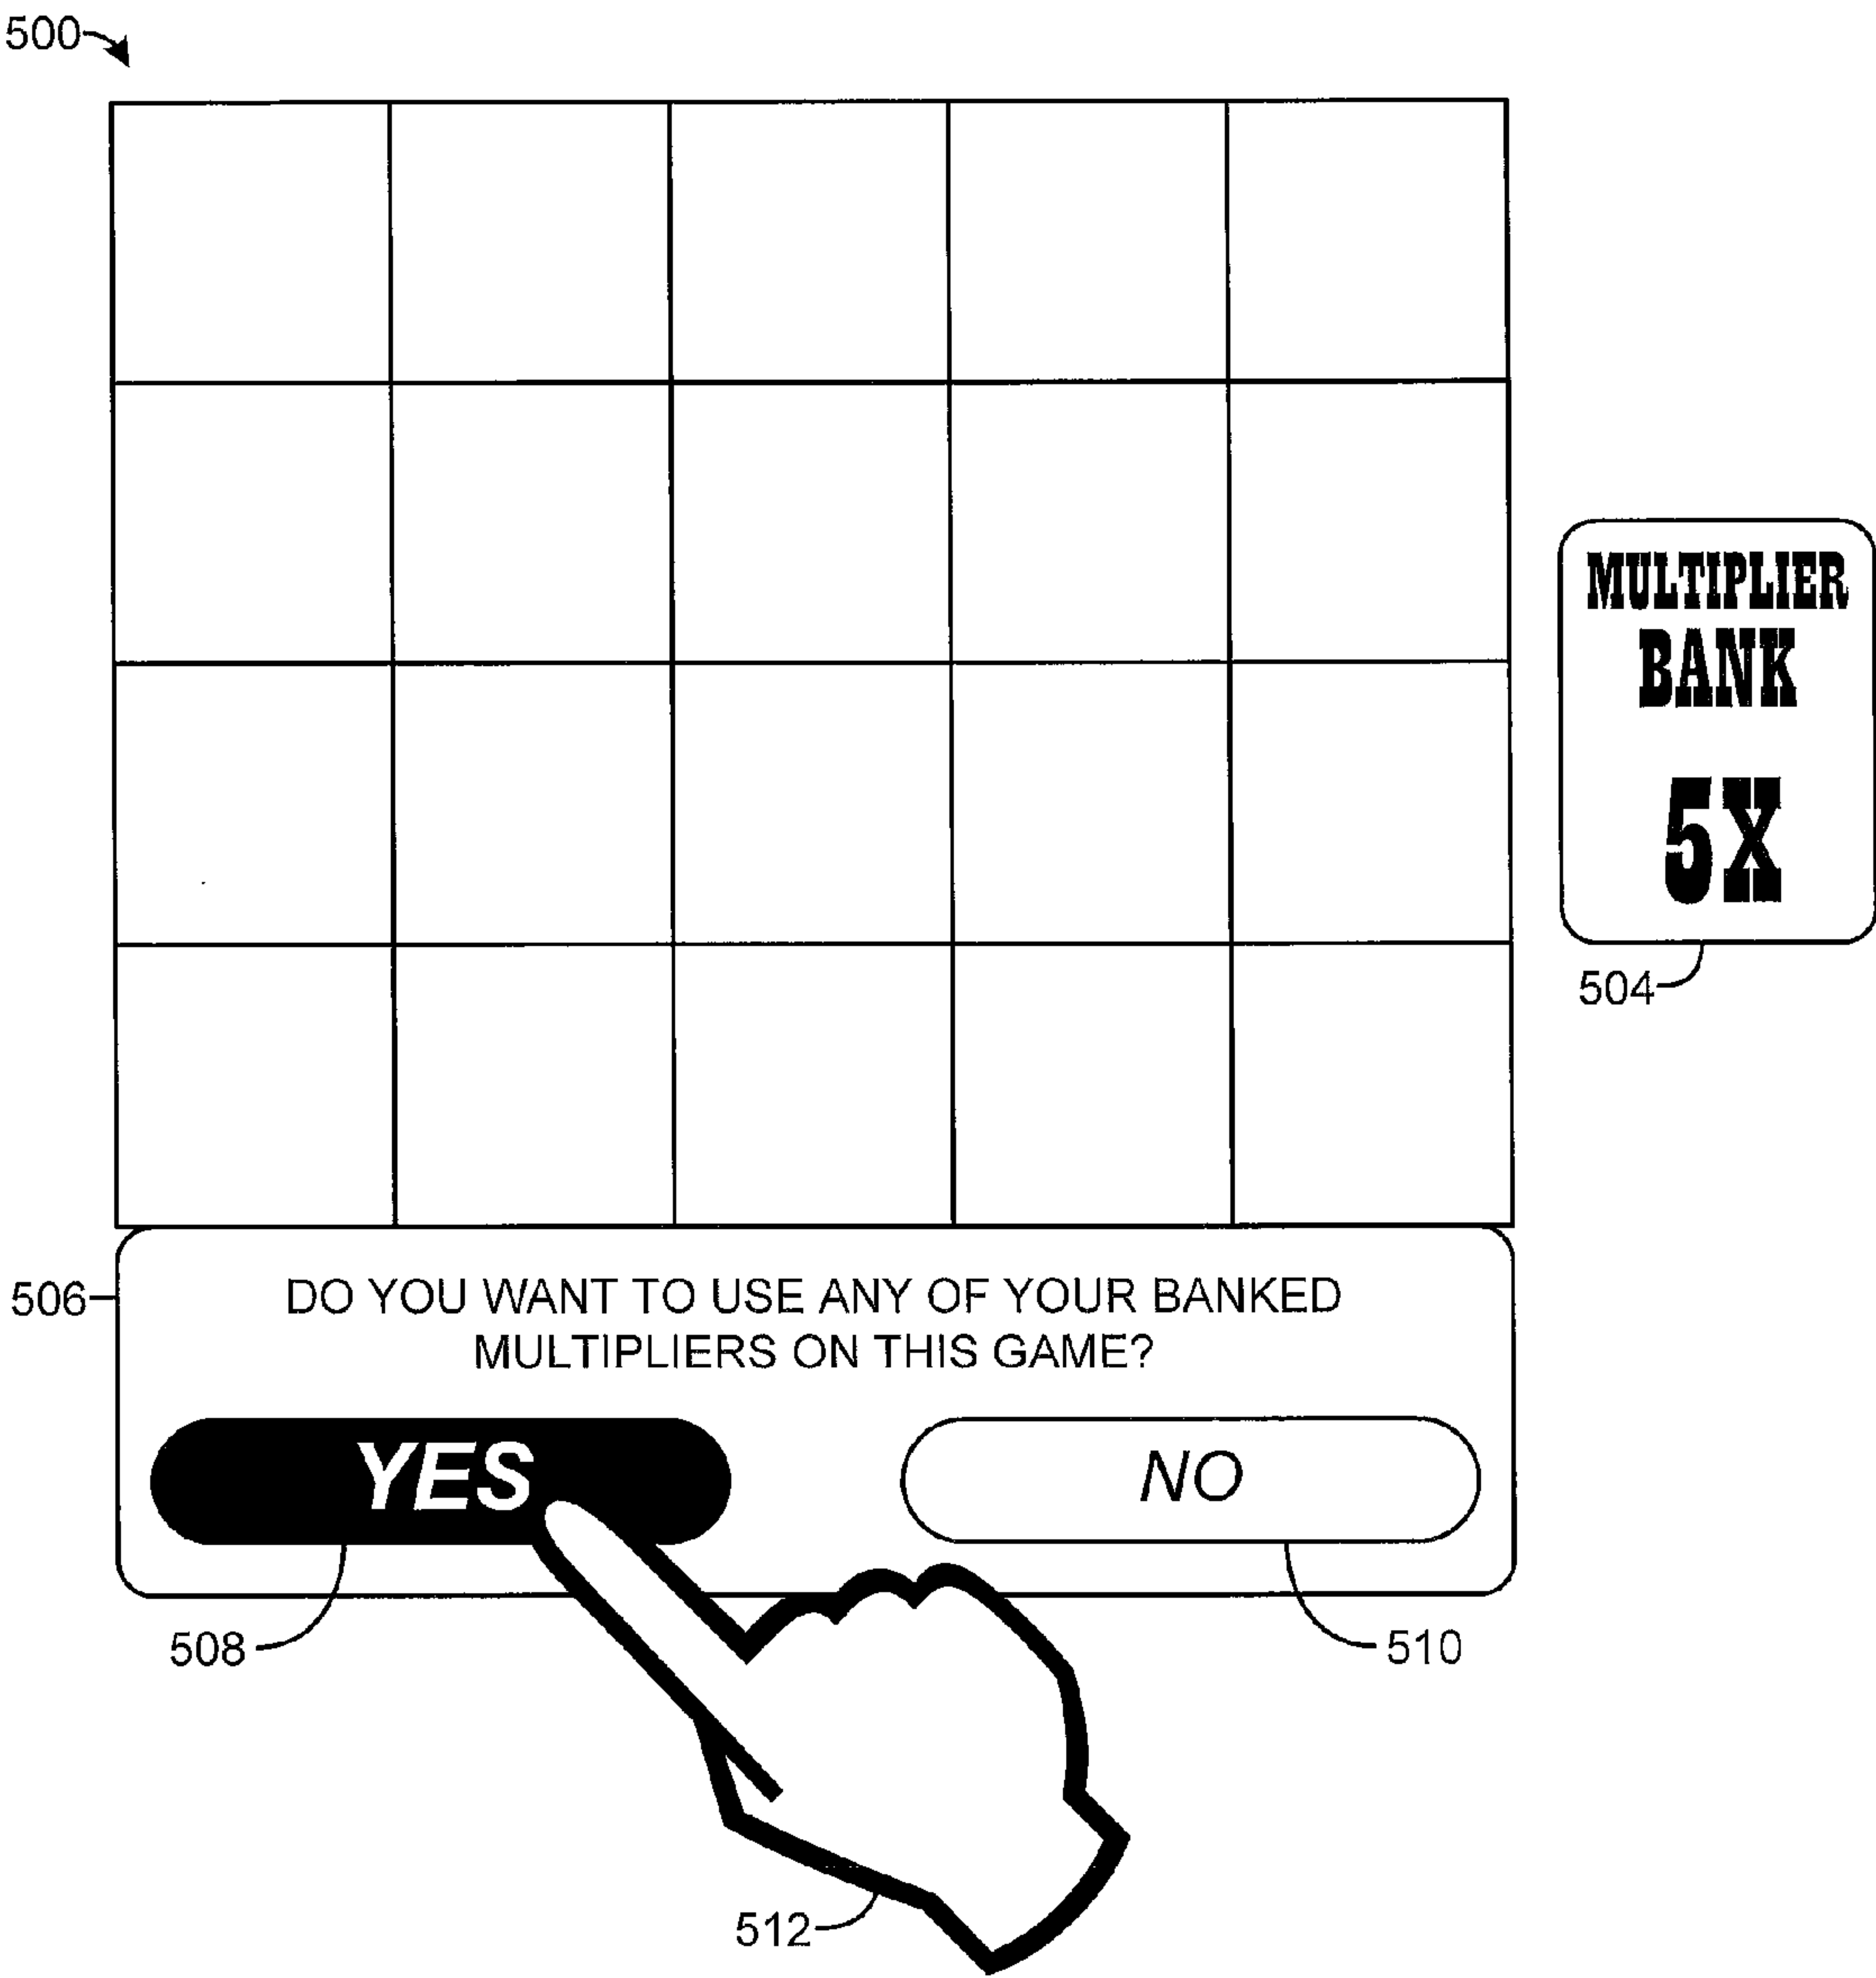 500
MULTIPLIER
BANK
5X
504
506
DO YOU WANT TO USE ANY OF YOUR BANKED
MULTIPLIERS ON THIS GAME?
YES
NO
508
510
512